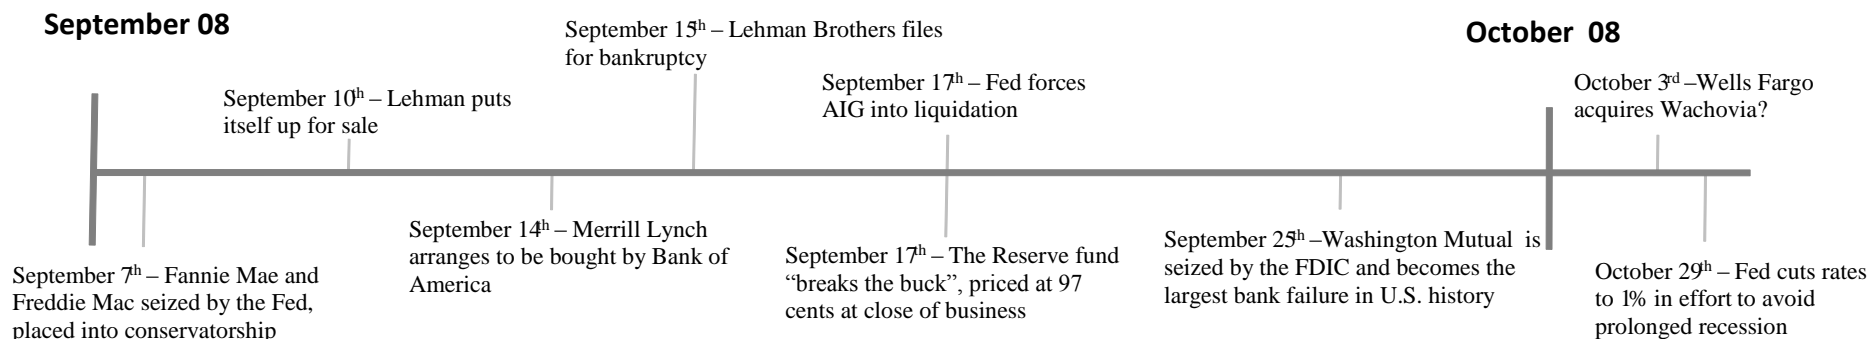 September 08
September 15th – Lehman Brothers files
for bankruptcy
October 08
September 10th – Lehman puts
itself up for sale
September 17th – Fed forces
AIG into liquidation
October 3rd –Wells Fargo
acquires Wachovia?
September 7th – Fannie Mae and
Freddie Mac seized by the Fed,
placed into conservatorship
September 14th – Merrill Lynch
arranges to be bought by Bank of
America
September 17th – The Reserve fund
“breaks the buck”, priced at 97
cents at close of business
September 25th –Washington Mutual is
seized by the FDIC and becomes the
largest bank failure in U.S. history
October 29th – Fed cuts rates
to 1% in effort to avoid
prolonged recession